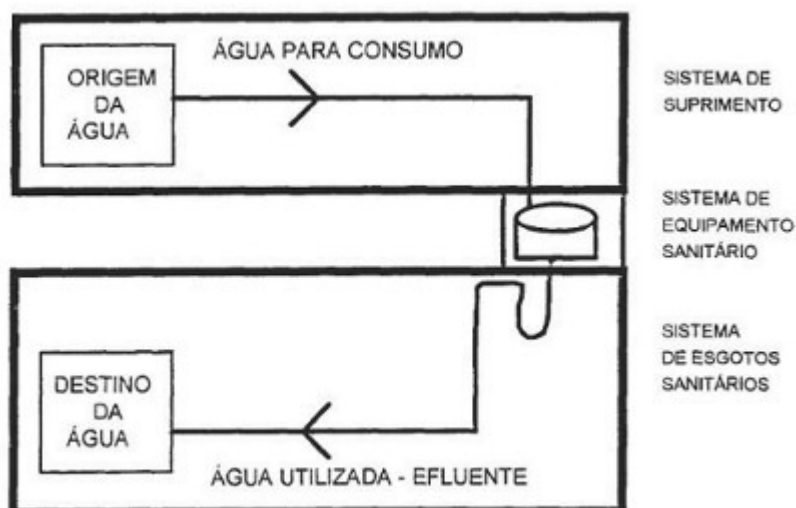 ÁGUA PARA CONSUMO
ORIGEM
DA
ÁGUA
SISTEMA DE
SUPRIMENTO
SISTEMA DE
EQUIPAMENTO
SANITÁRIO
SISTEMA
DE ESGOTOS
SANITÁRIOS
DESTINO
DA
ÁGUA
ÁGUA UTILIZADA - EFLUENTE